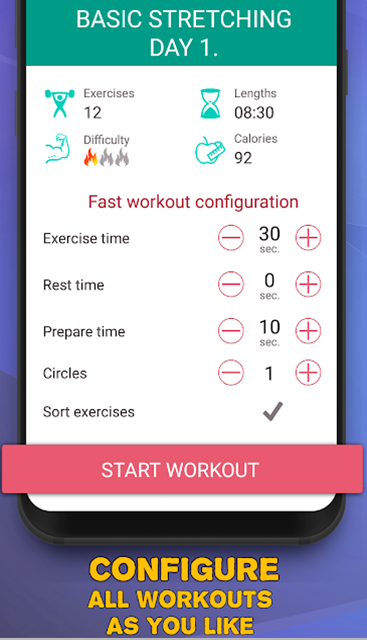 BASIC STRETCHING
DAY 1.
Exercises
12
Lengths
08:30
Difficulty
Calories
92
Fast workout configuration
Exercise time
30
sec.
Rest time
0
sec.
Prepare time
10
sec.
Circles
1
Sort exercises
START WORKOUT
CONFIGURE
ALL WORKOUTS
AS YOU LIKE